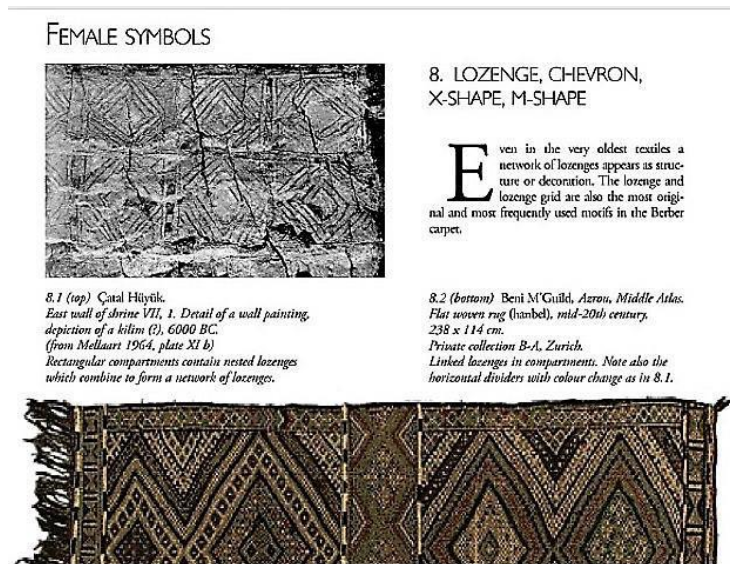 FEMALE SYMBOLS
8. LOZENGE, CHEVRON,
X-SHAPE, M-SHAPE
Even in the very oldest textiles a
network of lozenges appears as struc-
ture or decoration. The lozenge and
lozenge grid are also the most origi-
nal and most frequently used motifs in the Berber
carpet.
8.1 (top) Çatal Hüyük.
East wall of shrine VII, 1. Detail of a wall painting,
depiction of a kilim (?), 6000 BC.
(from Mellaart 1964, plate XI b)
Rectangular compartments contain nested lozenges
which combine to form a network of lozenges.
8.2 (bottom) Beni M'Guild, Azrou, Middle Atlas.
Flat woven rug (hanbel), mid-20th century,
238 x 114 cm.
Private collection B-A, Zurich.
Linked lozenges in compartments. Note also the
horizontal dividers with colour change as in 8.1.